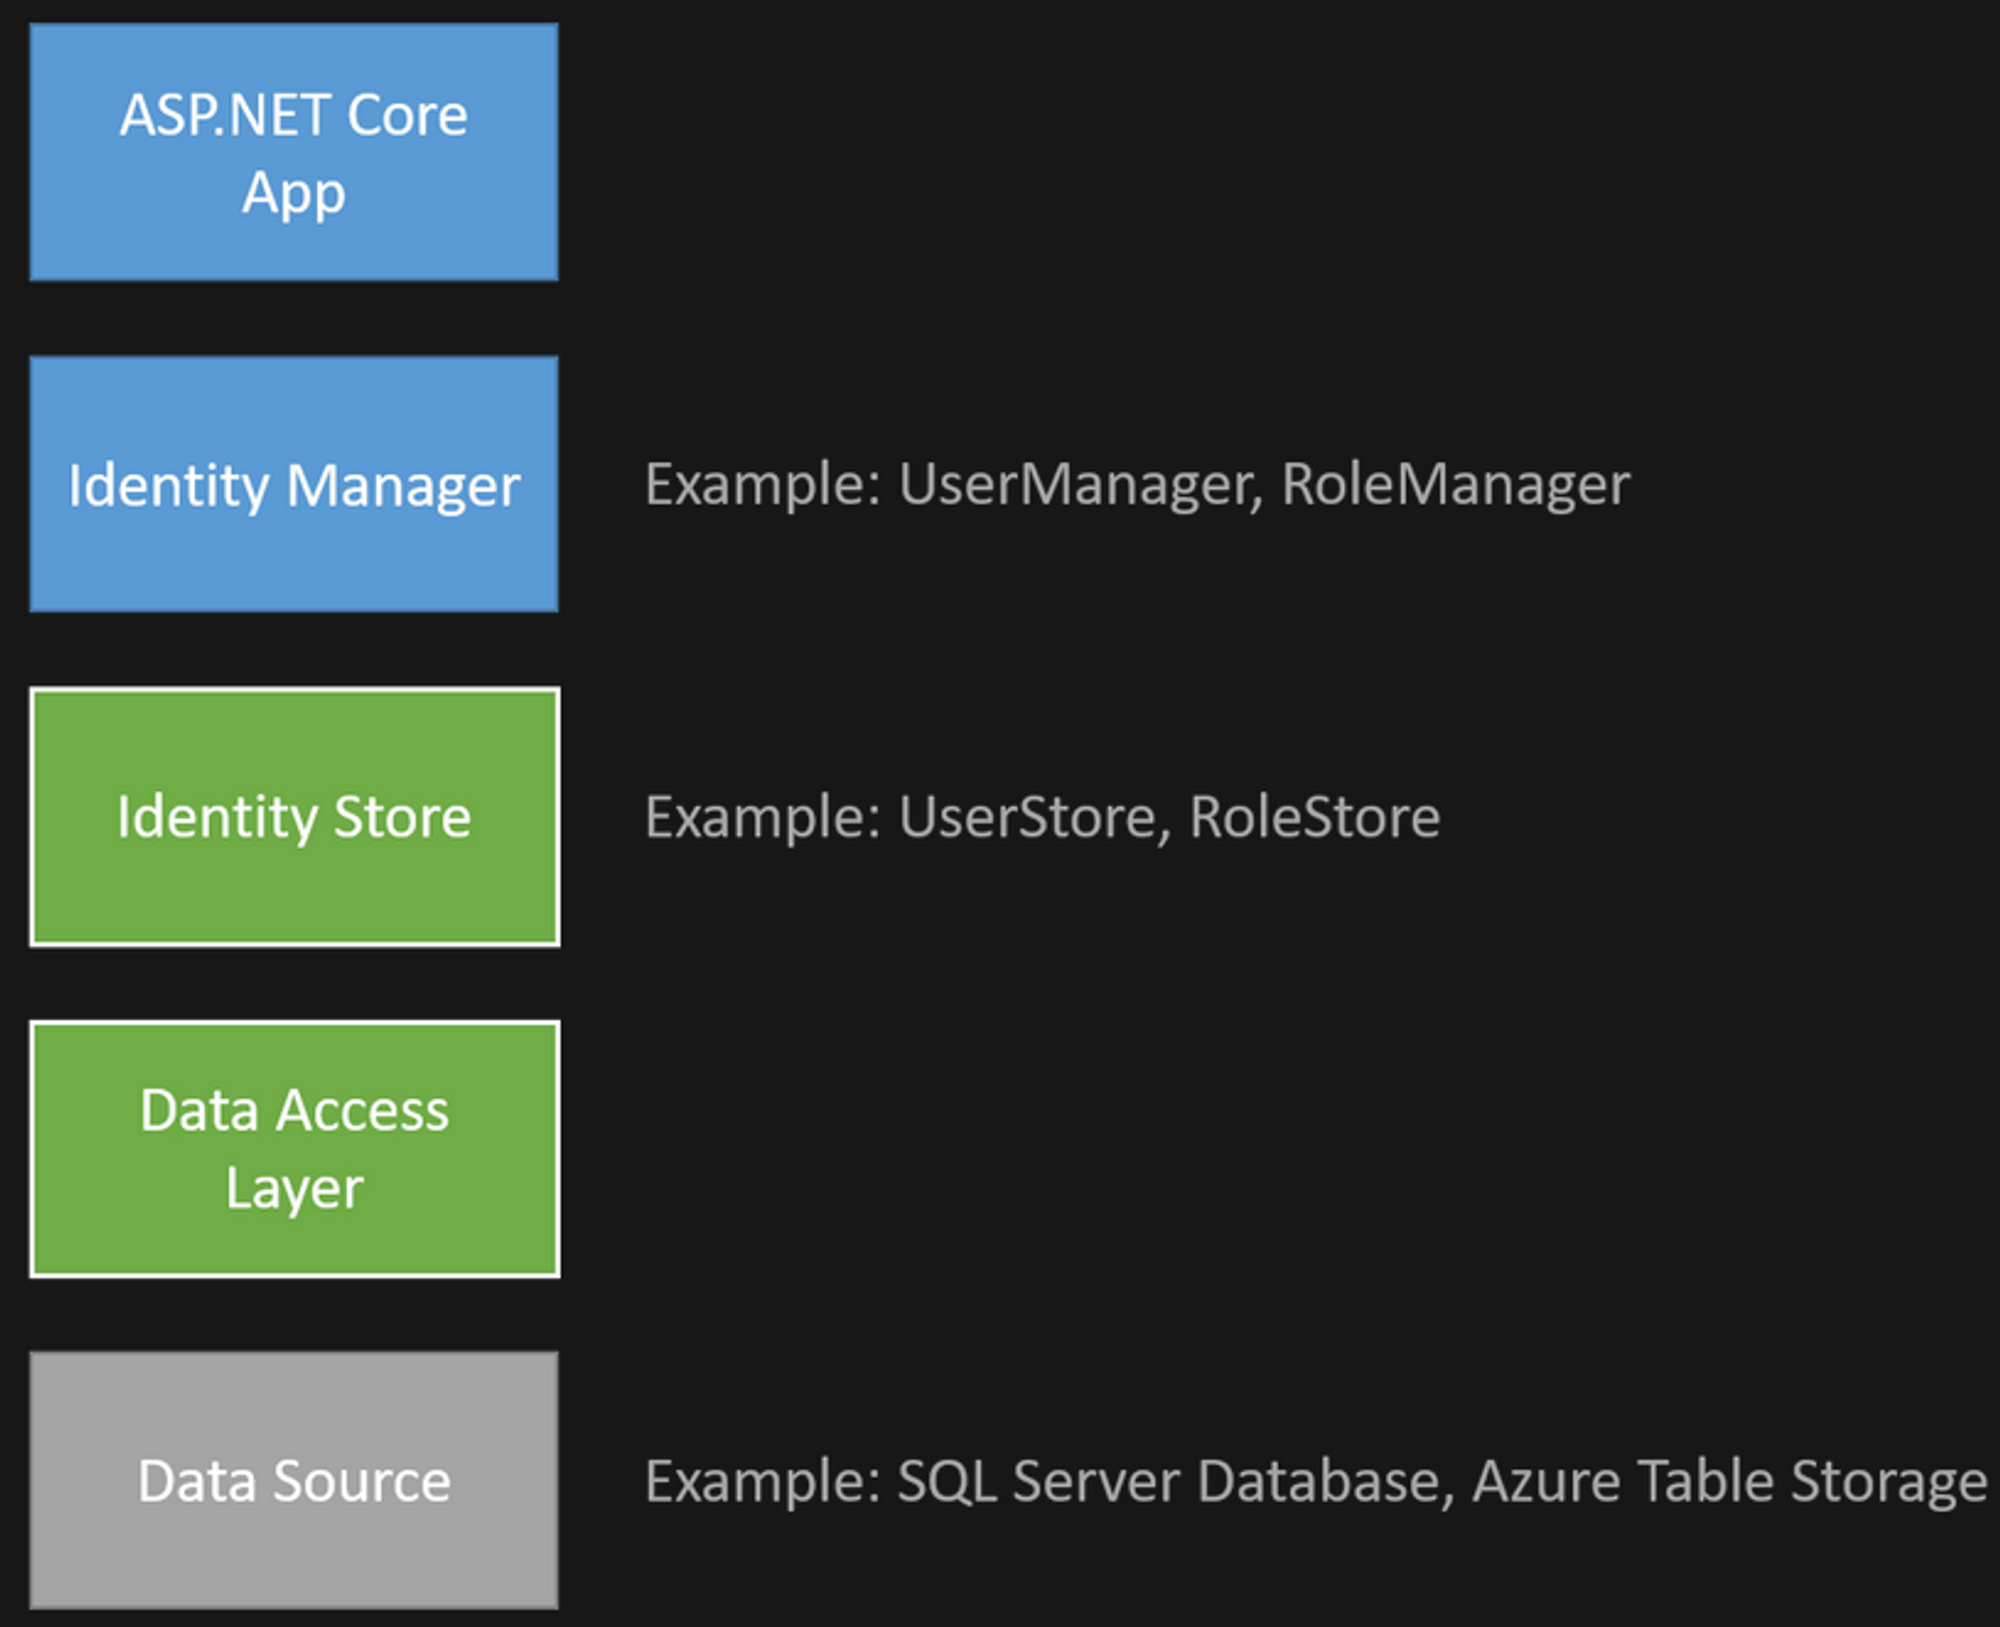 ASP.NET Core
App
Identity Manager
Example: UserManager, RoleManager
Identity Store
Example: UserStore, RoleStore
Data Access
Layer
Data Source
Example: SQL Server Database, Azure Table Storage